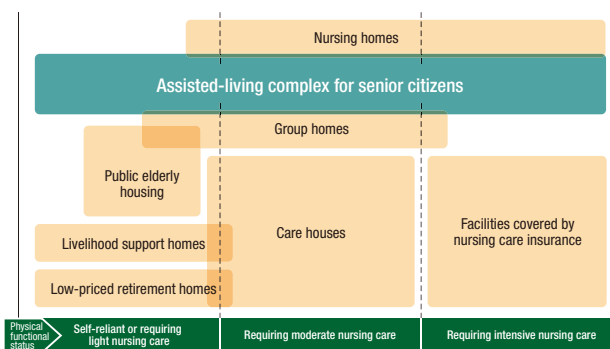 Nursing homes
Assisted-living complex for senior citizens
Group homes
Public elderly
housing
Livelihood support homes
Low-priced retirement homes
Care houses
Facilities covered by
nursing care insurance
Physical
functional
status
Self-reliant or requiring
light nursing care
Requiring moderate nursing care
Requiring intensive nursing care